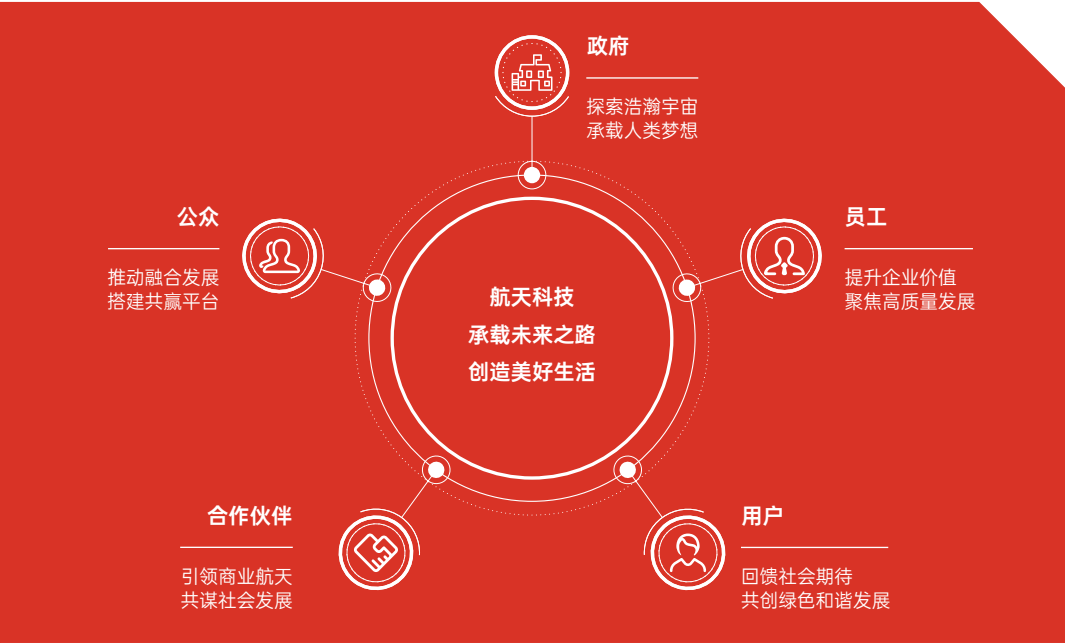 政府
探索浩瀚宇宙
承载人类梦想
公众
推动融合发展
搭建共赢平台
员工
提升企业价值
聚焦高质量发展
航天科技
承载未来之路
创造美好生活
合作伙伴
引领商业航天
共谋社会发展
用户
回馈社会期待
共创绿色和谐发展